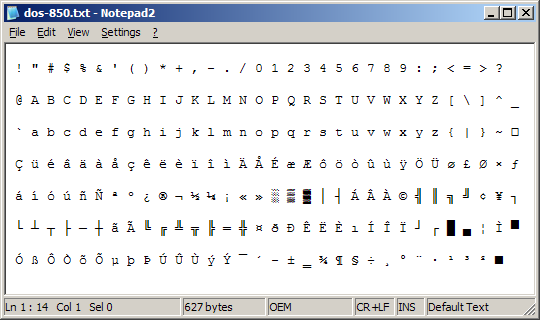 dos-850.txt - Notepad2
File Edit View Settings ?
! " # $ % & ' ( ) * + , - . / 0 1 2 3 4 5 6 7 8 9 : ; < = > ?
@ A B C D E F G H I J K L M N O P Q R S T U V W X Y Z [ \ ] ^ _
` a b c d e f g h i j k l m n o p q r s t u v w x y z { | } ~ □
Ç ü é â ä à å ç ê ë è ï î ì Ä Å É æ Æ ô ö ò û ù ÿ Ö Ü ø £ Ø × ƒ
á í ó ú ñ Ñ ª º ¿ ® ¬ ½ ¼ ¡ « » ░ ▒ ▓ │ ┤ Á Â À © ╣ ║ ╗ ╝ ¢ ¥ ┐
└ ┴ ┬ ├ ─ ┼ ã Ã ╚ ╔ ╩ ╦ ╠ ═ ╬ ¤ ð Ð Ê Ë È ı Í Î Ï ┘ ┌ █ ▄ ¦ Ì ▀
Ó ß Ô Ò õ Õ µ þ Þ Ú Û Ù ý Ý ¯ ´ - ± ‗ ¾ ¶ § ÷ ¸ ° ¨ · ¹ ³ ² ■
Ln 1 : 14 Col 1 Sel 0 627 bytes OEM CR+LF INS Default Text